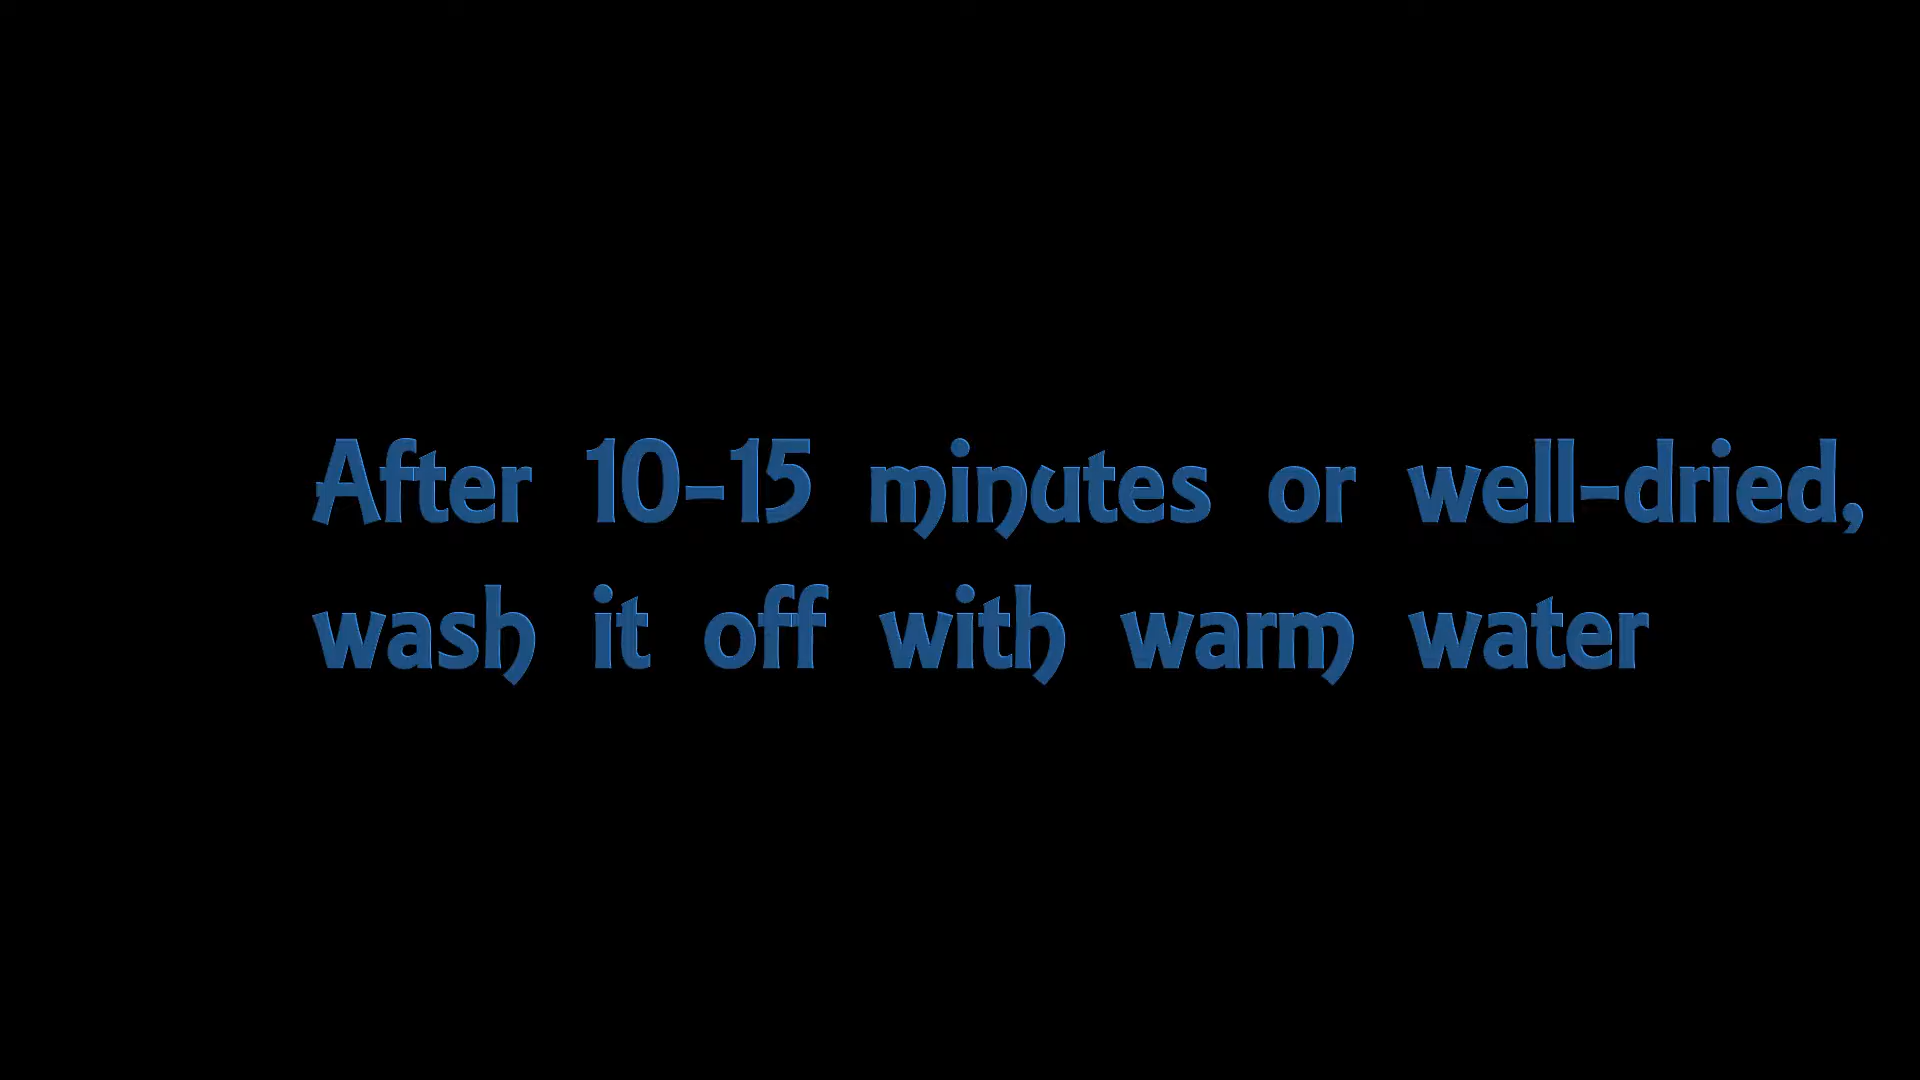 After 10-15 minutes or well-dried,
wash it off with warm water